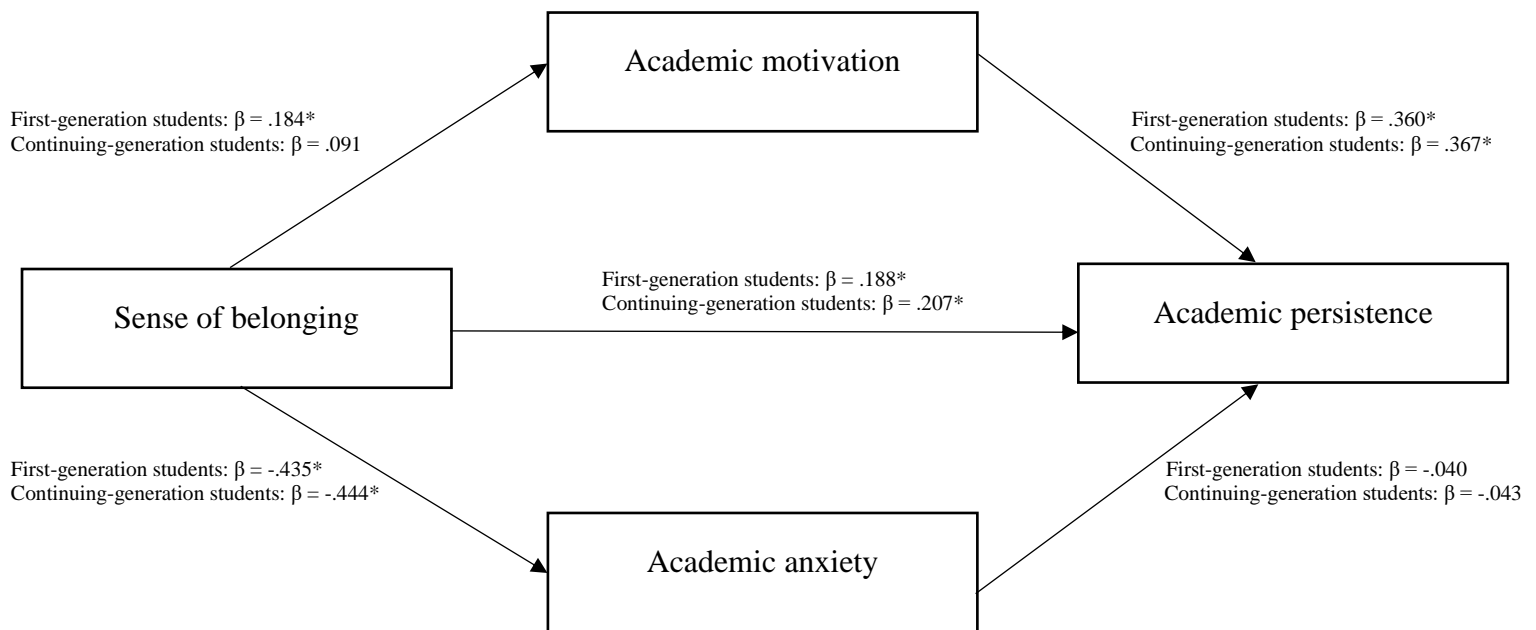 Academic motivation
First-generation students: β = .184*
Continuing-generation students: β = .091
First-generation students: β = .360*
Continuing-generation students: β = .367*
First-generation students: β = .188*
Continuing-generation students: β = .207*
Sense of belonging
Academic persistence
First-generation students: β = -.435*
Continuing-generation students: β = -.444*
First-generation students: β = -.040
Continuing-generation students: β = -.043
Academic anxiety